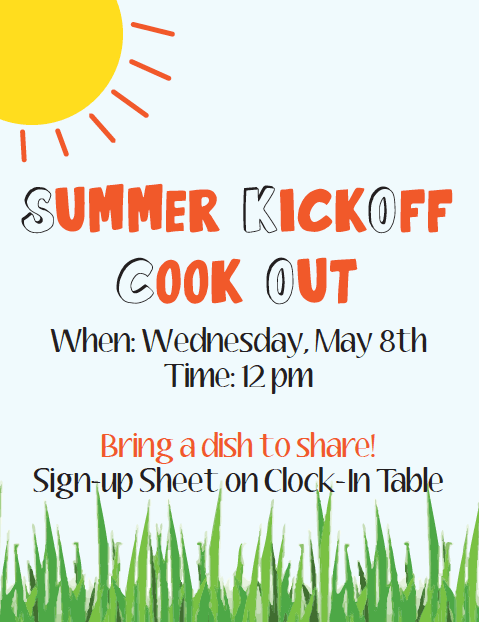 Summer KickOff
Cook Out
When: Wednesday, May 8th
Time: 12 pm
Bring a dish to share!
Sign-up Sheet on Clock-In Table